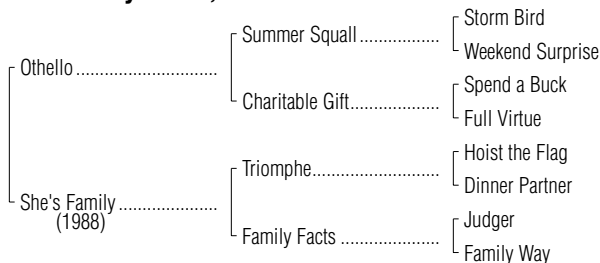 Storm Bird
Summer Squall..................
Weekend Surprise
Othello ..............................
Spend a Buck
Charitable Gift...................
Full Virtue
Hoist the Flag
Triomphe...........................
Dinner Partner
She's Family .....................
(1988)
Judger
Family Facts .....................
Family Way